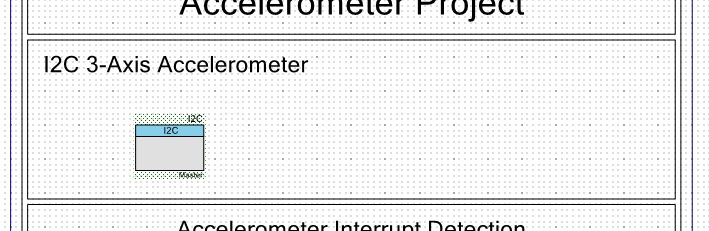 Accelerometer Project
I2C 3-Axis Accelerometer
I2C
I2C
Master
Accelerometer Interrupt Detection